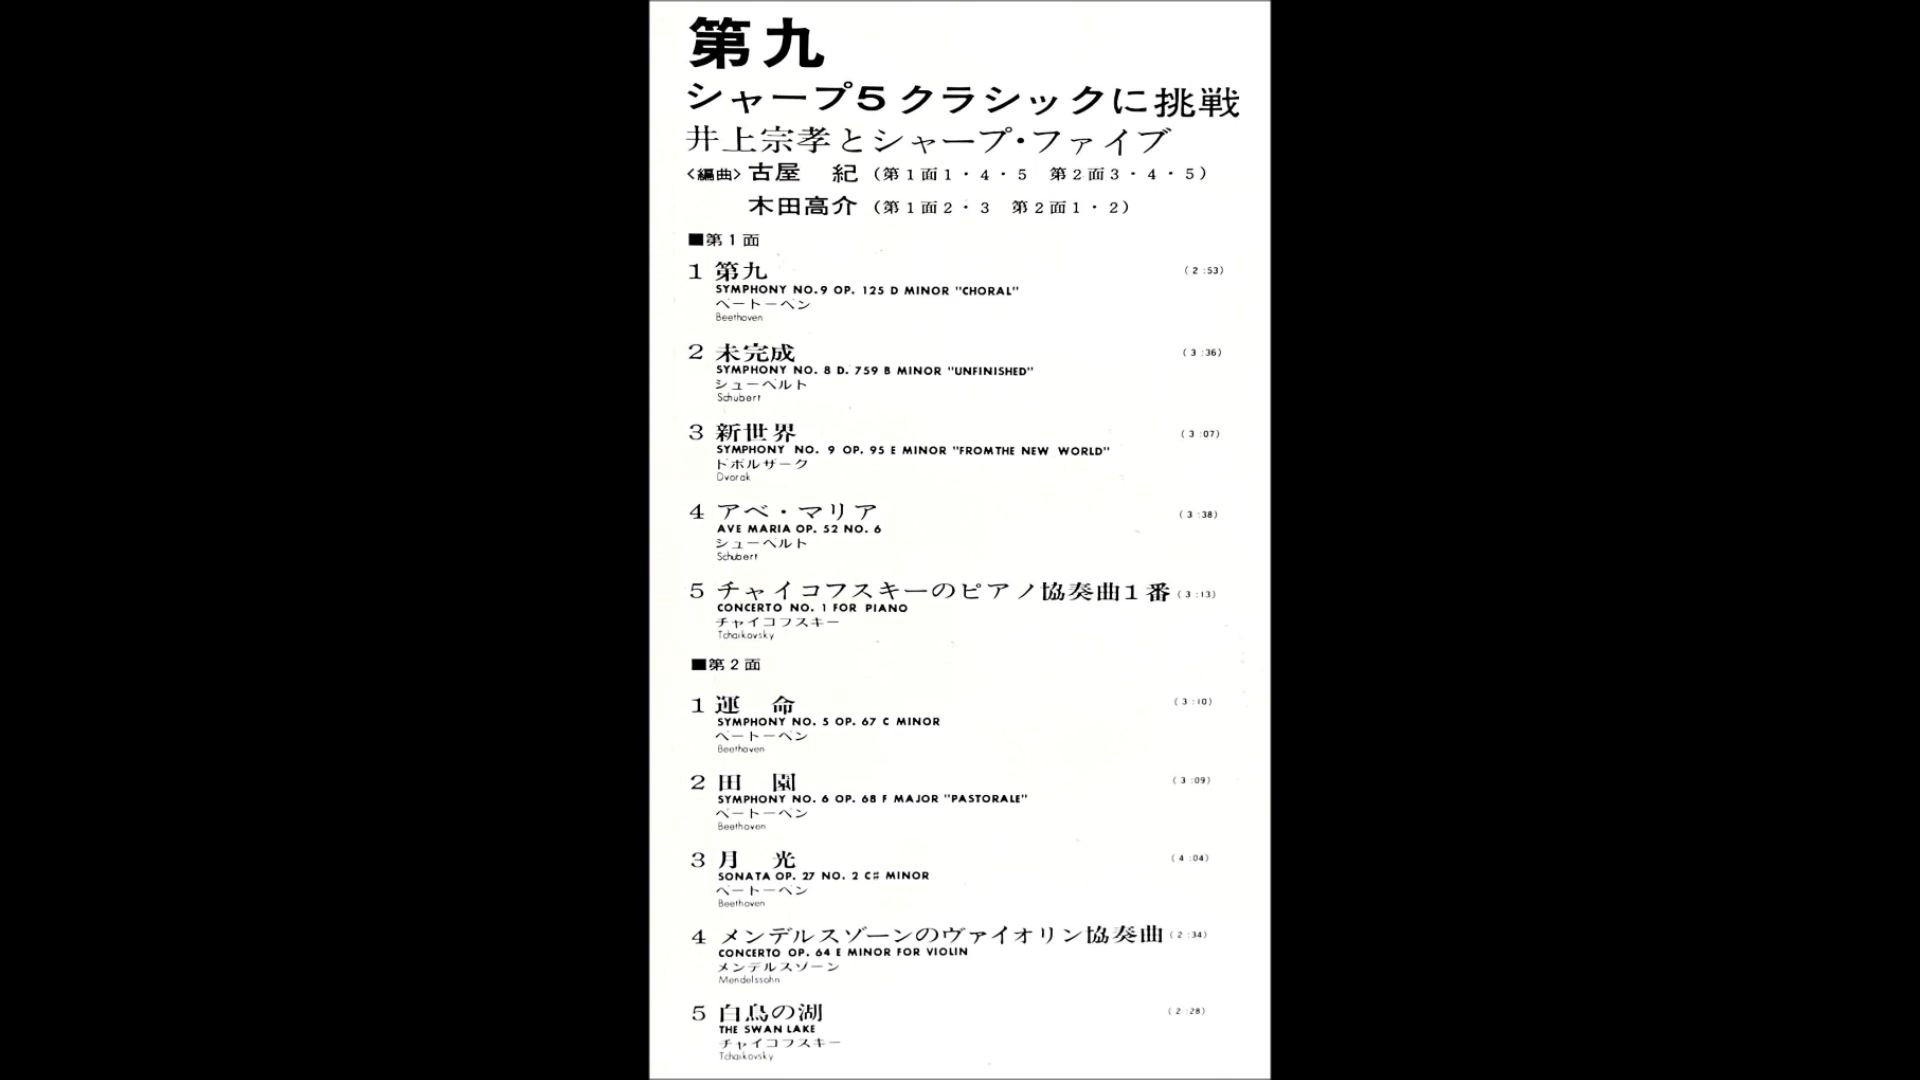 第九
シャープ5クラシックに挑戦
井上宗孝とシャープ・ファイブ
<編曲> 古屋　紀 (第1面1・4・5　第2面3・4・5)
木田高介 (第1面2・3　第2面1・2)
■第1面
1 第九 (2:53)
SYMPHONY NO.9 OP. 125 D MINOR "CHORAL"
ベートーベン
Beethoven
2 未完成 (3:36)
SYMPHONY NO. 8 D. 759 B MINOR "UNFINISHED"
シューベルト
Schubert
3 新世界 (3:07)
SYMPHONY NO. 9 OP. 95 E MINOR "FROMTHE NEW WORLD"
ドボルザーク
Dvorak
4 アベ・マリア (3:38)
AVE MARIA OP. 52 NO. 6
シューベルト
Schubert
5 チャイコフスキーのピアノ協奏曲1番 (3:13)
CONCERTO NO. 1 FOR PIANO
チャイコフスキー
Tchaikovsky
■第2面
1 運　命 (3:10)
SYMPHONY NO. 5 OP. 67 C MINOR
ベートーベン
Beethoven
2 田　園 (3:09)
SYMPHONY NO. 6 OP. 68 F MAJOR "PASTORALE"
ベートーベン
Beethoven
3 月　光 (4:04)
SONATA OP. 27 NO. 2 C♯ MINOR
ベートーベン
Beethoven
4 メンデルスゾーンのヴァイオリン協奏曲 (2:34)
CONCERTO OP. 64 E MINOR FOR VIOLIN
メンデルスゾーン
Mendelssohn
5 白鳥の湖 (2:28)
THE SWAN LAKE
チャイコフスキー
Tchaikovsky